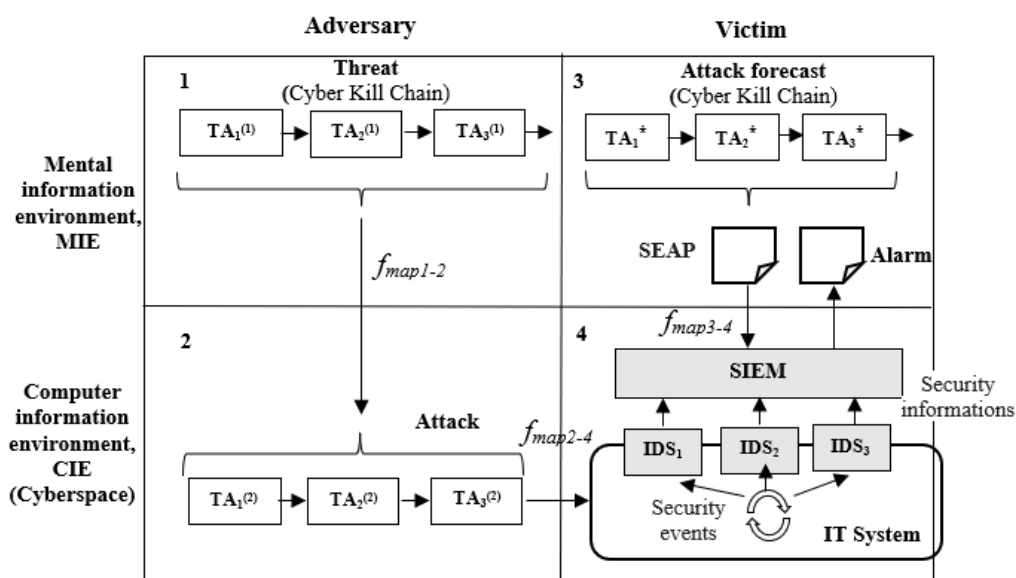 Adversary
Victim
Mental
information
environment,
MIE
1
Threat
(Cyber Kill Chain)
TA₁⁽¹⁾
TA₂⁽¹⁾
TA₃⁽¹⁾
fmap1-2
3
Attack forecast
(Cyber Kill Chain)
TA₁*
TA₂*
TA₃*
SEAP
Alarm
fmap3-4
Computer
information
environment,
CIE
(Cyberspace)
2
Attack
TA₁⁽²⁾
TA₂⁽²⁾
TA₃⁽²⁾
fmap2-4
4
SIEM
Security
informations
IDS₁
IDS₂
IDS₃
Security
events
IT System